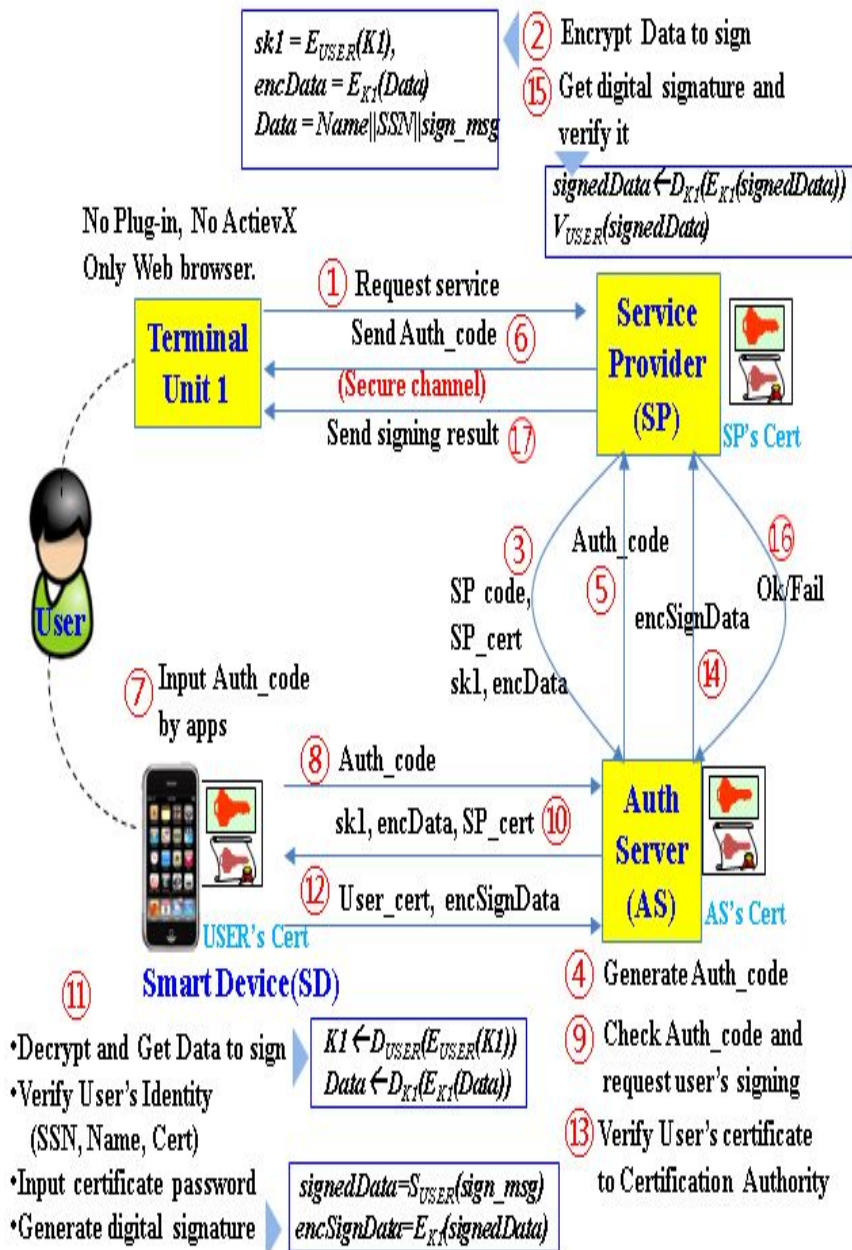 sk1 = E_USER(K1),
encData = E_K1(Data)
Data = Name||SSN||sign_msg
② Encrypt Data to sign
⑮ Get digital signature and
verify it
signedData←D_K1(E_K1(signedData))
V_USER(signedData)
No Plug-in, No ActievX
Only Web browser.
① Request service
Send Auth_code ⑥
(Secure channel)
Send signing result ⑰
Terminal
Unit 1
Service
Provider
(SP)
SP's Cert
③
SP code,
SP_cert
sk1, encData
Auth_code
⑤
encSignData
⑭
⑯
Ok/Fail
User
⑦ Input Auth_code
by apps
⑧ Auth_code
sk1, encData, SP_cert ⑩
⑫ User_cert, encSignData
USER's Cert
Smart Device(SD)
Auth
Server
(AS)
AS's Cert
④ Generate Auth_code
⑨ Check Auth_code and
request user's signing
⑬ Verify User's certificate
to Certification Authority
⑪
•Decrypt and Get Data to sign
•Verify User's Identity
(SSN, Name, Cert)
•Input certificate password
•Generate digital signature
K1←D_USER(E_USER(K1))
Data←D_K1(E_K1(Data))
signedData=S_USER(sign_msg)
encSignData=E_K1(signedData)